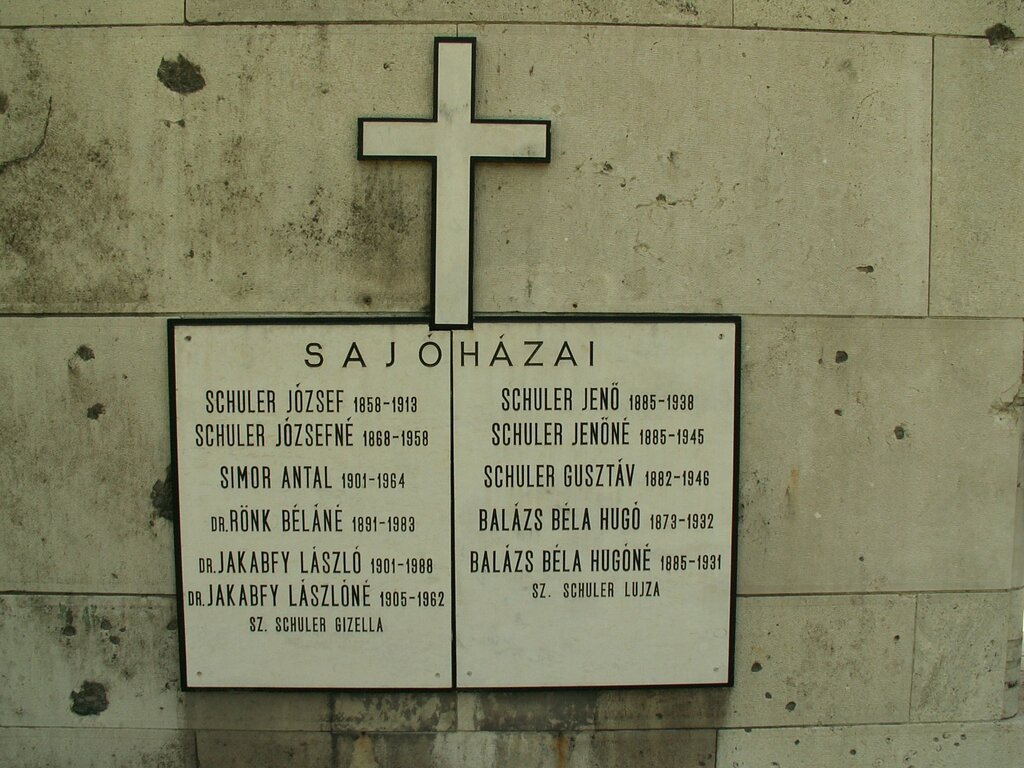 SAJÓHÁZAI
SCHULER JÓZSEF 1858-1913
SCHULER JÓZSEFNÉ 1868-1958
SIMOR ANTAL 1901-1964
DR.RÖNK BÉLÁNÉ 1891-1983
DR.JAKABFY LÁSZLÓ 1901-1988
DR.JAKABFY LÁSZLÓNÉ 1905-1962
SZ. SCHULER GIZELLA
SCHULER JENŐ 1885-1938
SCHULER JENŐNÉ 1885-1945
SCHULER GUSZTÁV 1882-1946
BALÁZS BÉLA HUGÓ 1873-1932
BALÁZS BÉLA HUGÓNÉ 1885-1931
SZ. SCHULER LUJZA